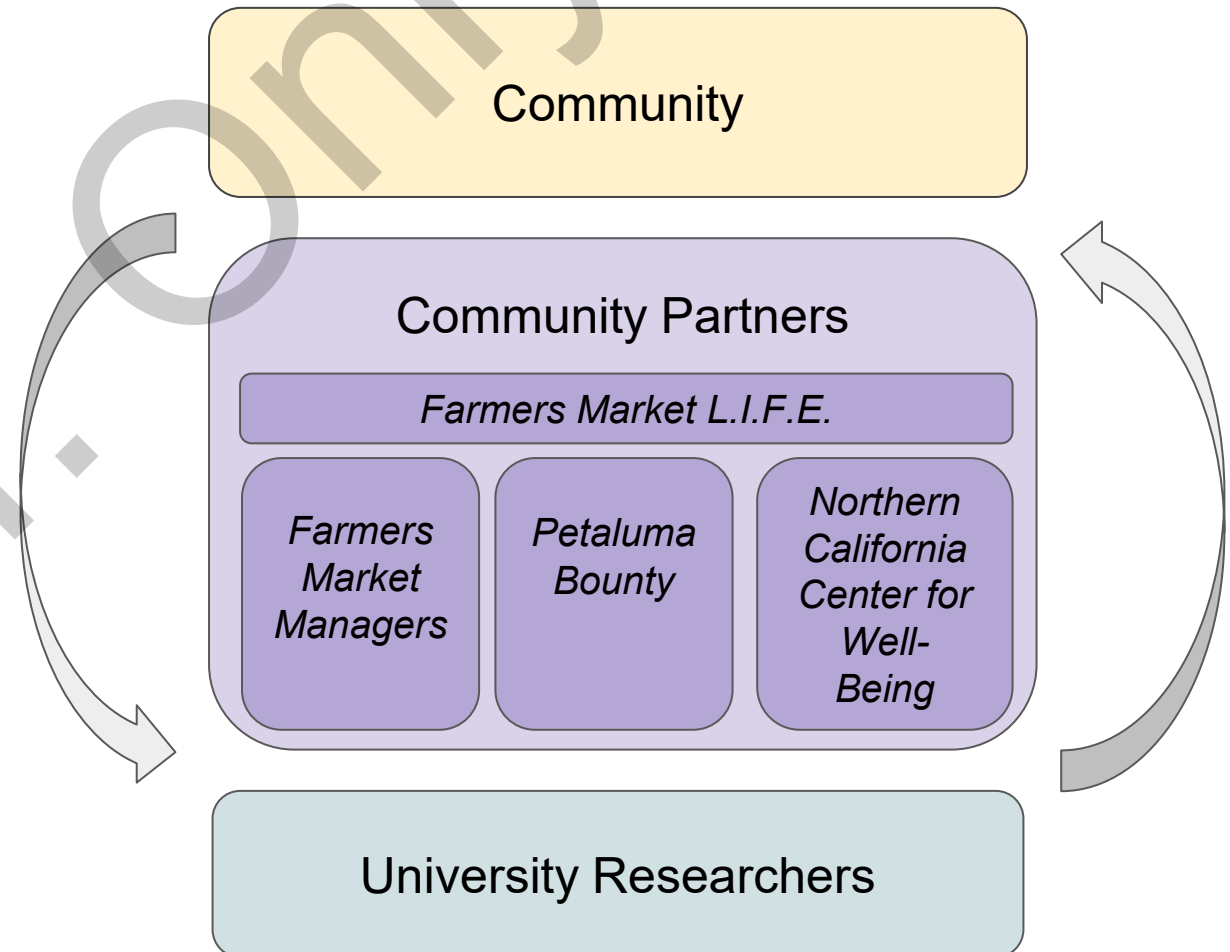 Community
Community Partners
Farmers Market L.I.F.E.
Farmers
Market
Managers
Petaluma
Bounty
Northern
California
Center for
Well-
Being
University Researchers